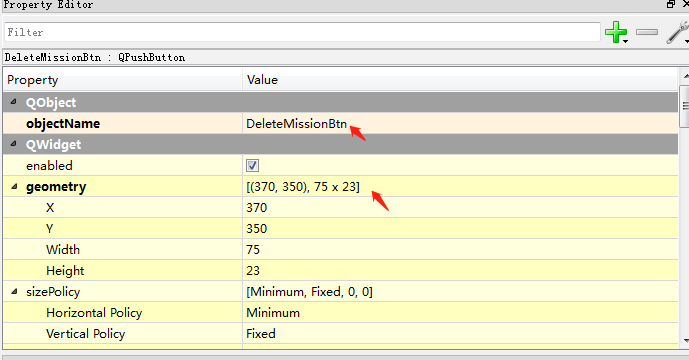 Property Editor
Filter
DeleteMissionBtn : QPushButton
Property Value
QObject
objectName DeleteMissionBtn
QWidget
enabled
geometry [(370, 350), 75 x 23]
X 370
Y 350
Width 75
Height 23
sizePolicy [Minimum, Fixed, 0, 0]
Horizontal Policy Minimum
Vertical Policy Fixed